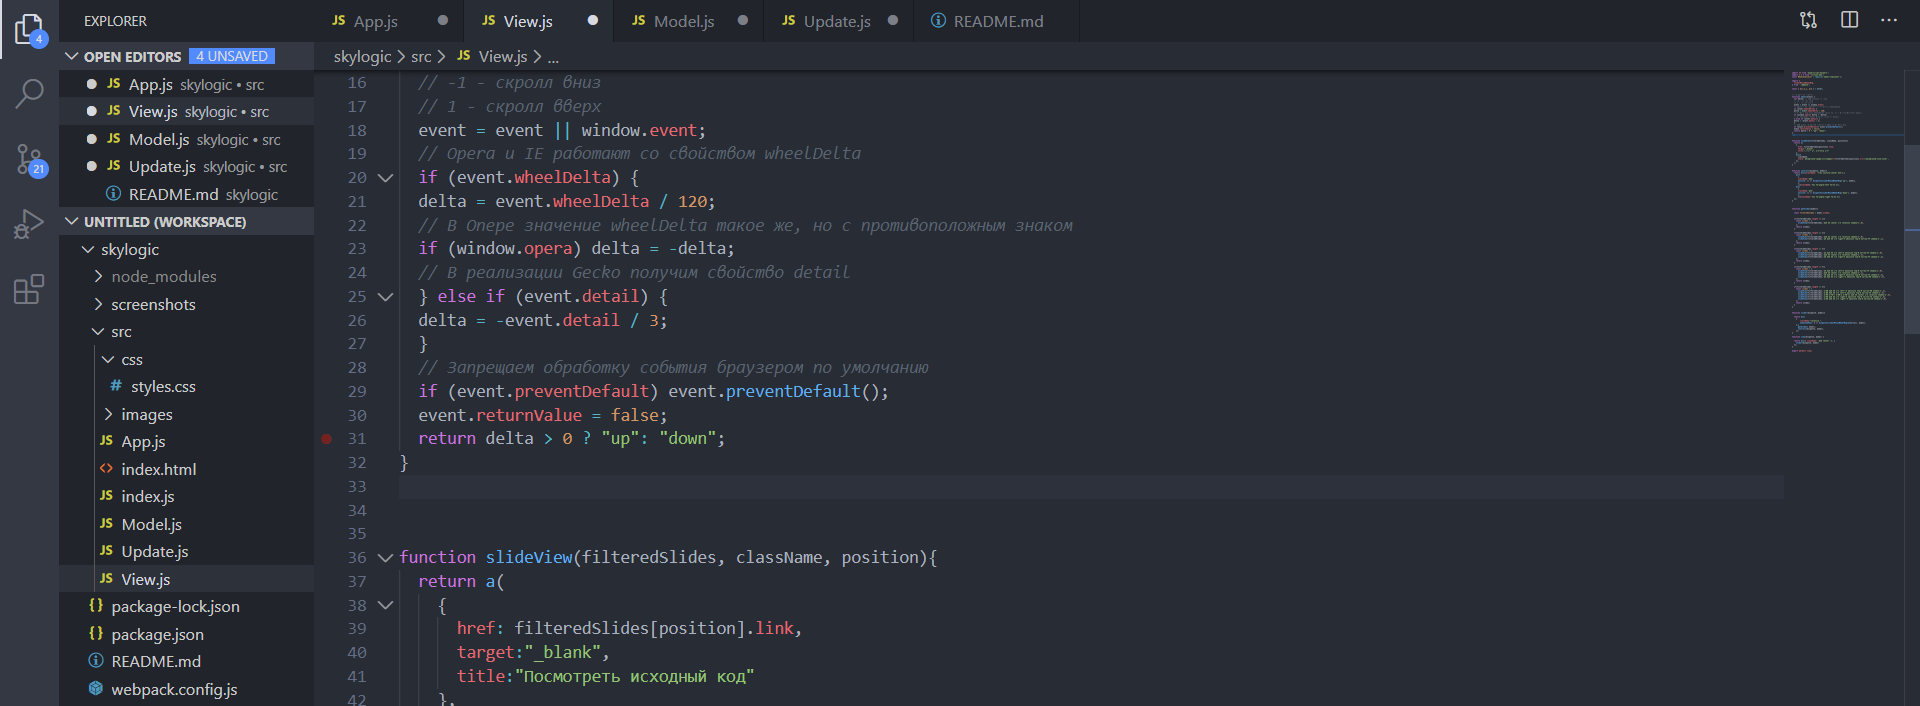 EXPLORER
OPEN EDITORS 4 UNSAVED
JS App.js skylogic • src
JS View.js skylogic • src
JS Model.js skylogic • src
JS Update.js skylogic • src
README.md skylogic
UNTITLED (WORKSPACE)
skylogic
node_modules
screenshots
src
css
# styles.css
images
JS App.js
<> index.html
JS index.js
JS Model.js
JS Update.js
JS View.js
{} package-lock.json
{} package.json
README.md
webpack.config.js
4
21
JS App.js
JS View.js
JS Model.js
JS Update.js
README.md
skylogic > src > JS View.js > ...
16 // -1 - скролл вниз
17 // 1 - скролл вверх
18 event = event || window.event;
19 // Opera и IE работают со свойством wheelDelta
20 if (event.wheelDelta) {
21 delta = event.wheelDelta / 120;
22 // В Опере значение wheelDelta такое же, но с противоположным знаком
23 if (window.opera) delta = -delta;
24 // В реализации Gecko получим свойство detail
25 } else if (event.detail) {
26 delta = -event.detail / 3;
27 }
28 // Запрещаем обработку события браузером по умолчанию
29 if (event.preventDefault) event.preventDefault();
30 event.returnValue = false;
31 return delta > 0 ? "up": "down";
32 }
33
34
35
36 function slideView(filteredSlides, className, position){
37 return a(
38 {
39 href: filteredSlides[position].link,
40 target:"_blank",
41 title:"Посмотреть исходный код"
42 },